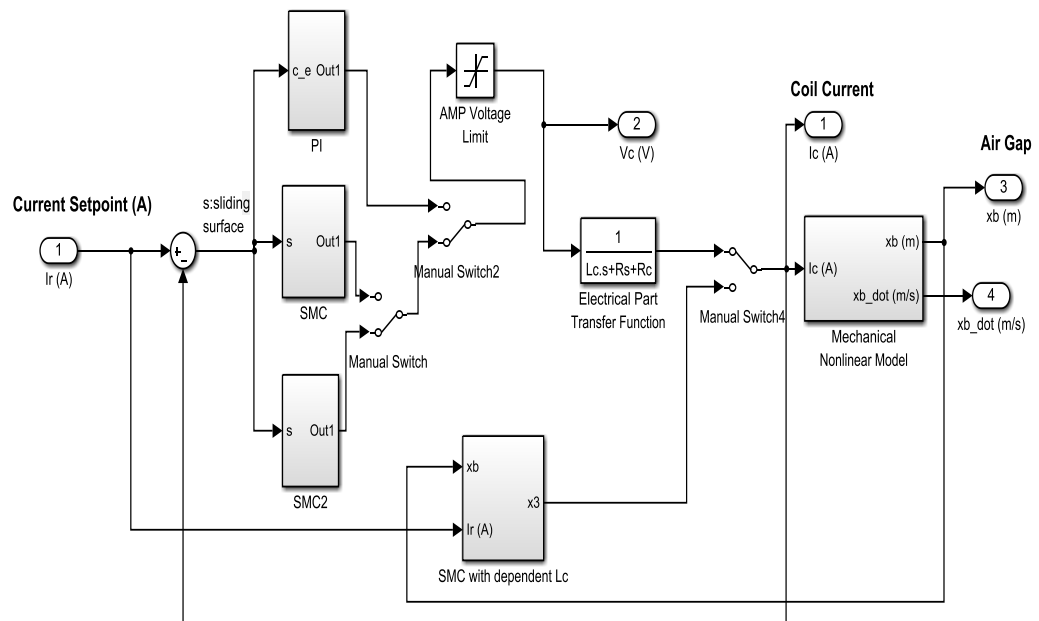 c_e Out1
PI
AMP Voltage
Limit
Coil Current
2
Vc (V)
1
Ic (A)
Air Gap
3
xb (m)
Current Setpoint (A)
1
Ir (A)
s:sliding
surface
+
-
s Out1
SMC
Manual Switch2
Manual Switch
1
Lc.s+Rs+Rc
Electrical Part
Transfer Function
Manual Switch4
Ic (A)
xb (m)
xb_dot (m/s)
Mechanical
Nonlinear Model
4
xb_dot (m/s)
s Out1
SMC2
xb
x3
Ir (A)
SMC with dependent Lc